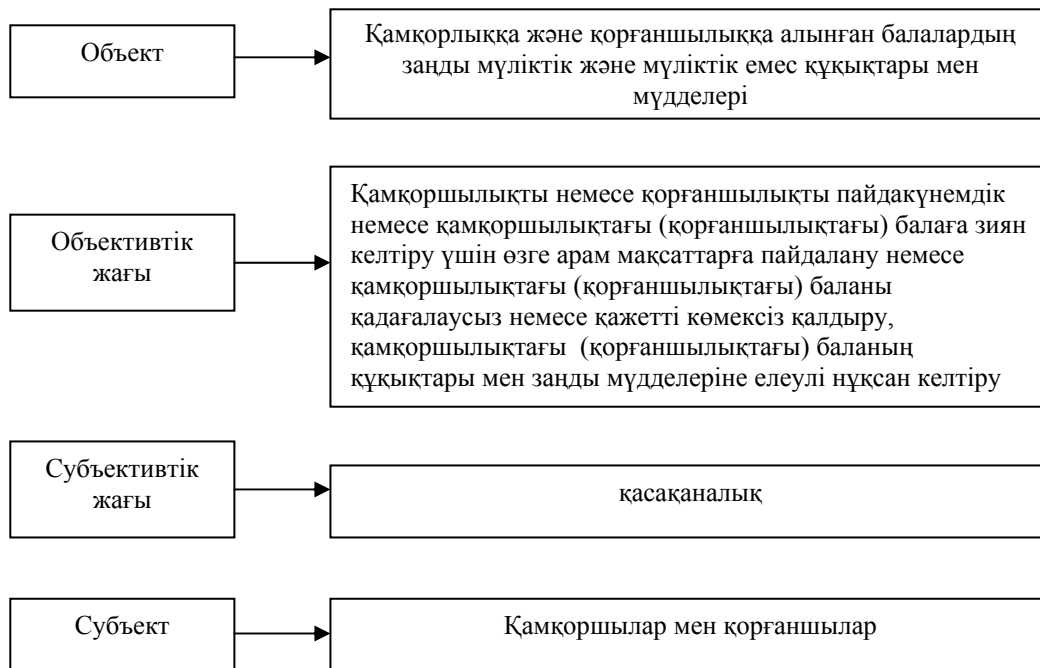 Объект
Қамқорлыққа және қорғаншылыққа алынған балалардың
заңды мүліктік және мүліктік емес құқықтары мен
мүдделері
Объективтік
жағы
Қамқоршылықты немесе қорғаншылықты пайдакүнемдік
немесе қамқоршылықтағы (қорғаншылықтағы) балаға зиян
келтіру үшін өзге арам мақсаттарға пайдалану немесе
қамқоршылықтағы (қорғаншылықтағы) баланы
қадағалаусыз немесе қажетті көмексіз қалдыру,
қамқоршылықтағы (қорғаншылықтағы) баланың
құқықтары мен заңды мүдделеріне елеулі нұқсан келтіру
Субъективтік
жағы
қасақаналық
Субъект
Қамқоршылар мен қорғаншылар